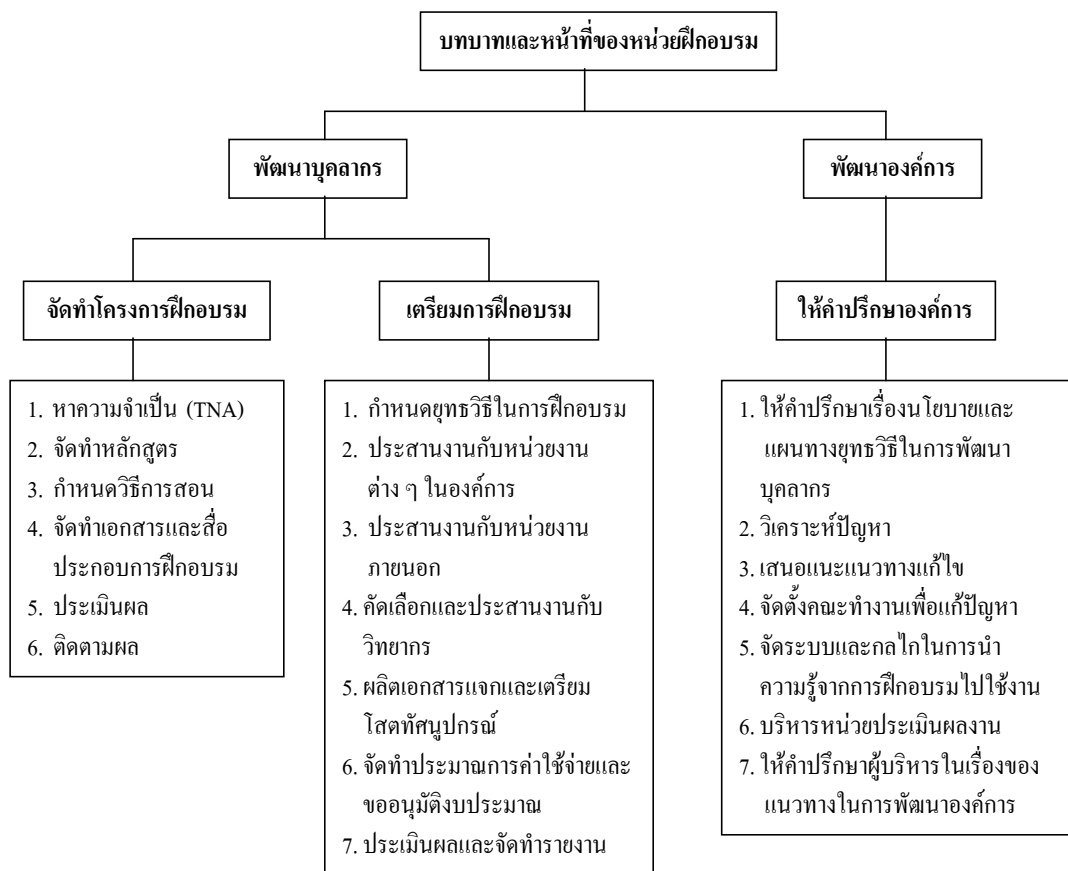 บทบาทและหน้าที่ของหน่วยฝึกอบรม
พัฒนาบุคลากร
พัฒนาองค์การ
จัดทำโครงการฝึกอบรม
เตรียมการฝึกอบรม
ให้คำปรึกษาองค์การ
1. หาความจำเป็น (TNA)
2. จัดทำหลักสูตร
3. กำหนดวิธีการสอน
4. จัดทำเอกสารและสื่อ
ประกอบการฝึกอบรม
5. ประเมินผล
6. ติดตามผล
1. กำหนดยุทธวิธีในการฝึกอบรม
2. ประสานงานกับหน่วยงาน
ต่าง ๆ ในองค์การ
3. ประสานงานกับหน่วยงาน
ภายนอก
4. คัดเลือกและประสานงานกับ
วิทยากร
5. ผลิตเอกสารแจกและเตรียม
โสตทัศนูปกรณ์
6. จัดทำประมาณการค่าใช้จ่ายและ
ขออนุมัติงบประมาณ
7. ประเมินผลและจัดทำรายงาน
1. ให้คำปรึกษาเรื่องนโยบายและ
แผนทางยุทธวิธีในการพัฒนา
บุคลากร
2. วิเคราะห์ปัญหา
3. เสนอแนะแนวทางแก้ไข
4. จัดตั้งคณะทำงานเพื่อแก้ปัญหา
5. จัดระบบและกลไกในการนำ
ความรู้จากการฝึกอบรมไปใช้งาน
6. บริหารหน่วยประเมินผลงาน
7. ให้คำปรึกษาผู้บริหารในเรื่องของ
แนวทางในการพัฒนาองค์การ